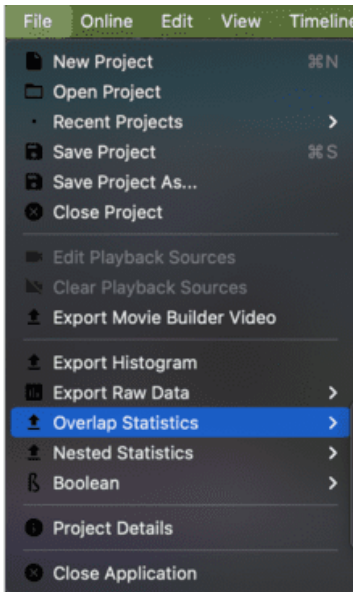 File Online Edit View Timeline
New Project ⌘N
Open Project
Recent Projects
Save Project ⌘S
Save Project As...
Close Project
Edit Playback Sources
Clear Playback Sources
Export Movie Builder Video
Export Histogram
Export Raw Data
Overlap Statistics
Nested Statistics
Boolean
Project Details
Close Application